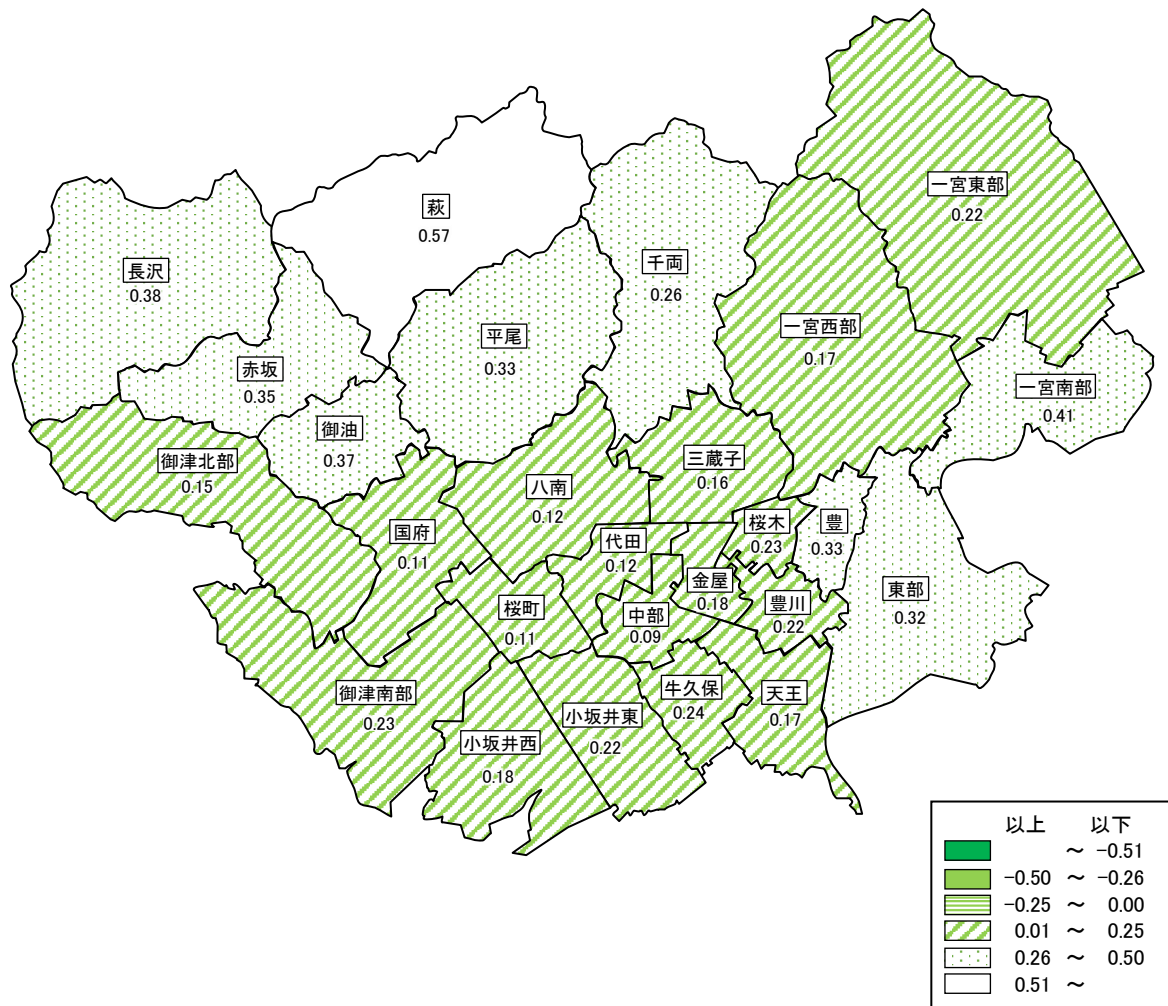 一宮東部
0.22
萩
0.57
長沢
0.38
千両
0.26
平尾
0.33
一宮西部
0.17
赤坂
0.35
一宮南部
0.41
御油
0.37
御津北部
0.15
三蔵子
0.16
八南
0.12
国府
0.11
代田
0.12
桜木
0.23
豊
0.33
金屋
0.18
東部
0.32
桜町
0.11
中部
0.09
豊川
0.22
御津南部
0.23
牛久保
0.24
天王
0.17
小坂井東
0.22
小坂井西
0.18
以上 以下
～ -0.51
-0.50 ～ -0.26
-0.25 ～ 0.00
0.01 ～ 0.25
0.26 ～ 0.50
0.51 ～